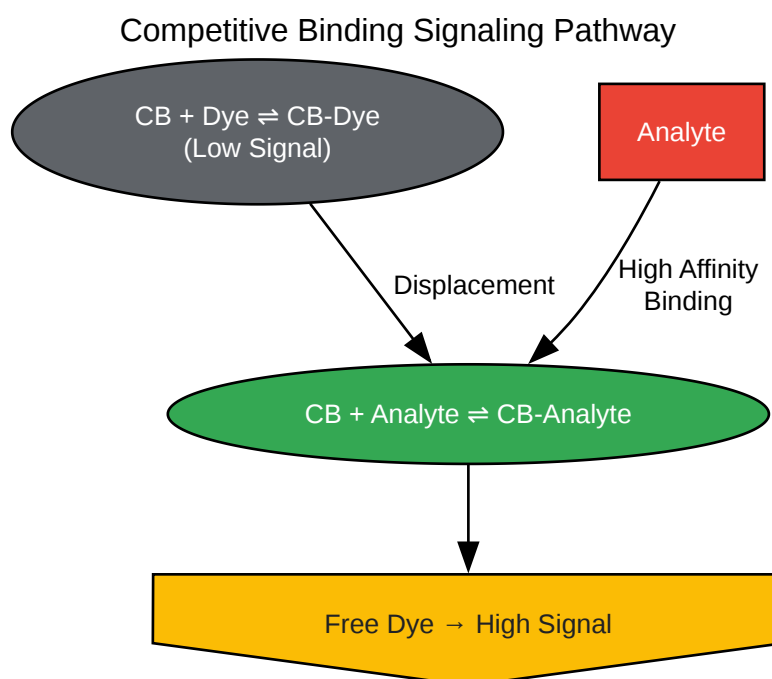 Competitive Binding Signaling Pathway
CB + Dye ⇌ CB-Dye
(Low Signal)
Analyte
Displacement
High Affinity
Binding
CB + Analyte ⇌ CB-Analyte
Free Dye → High Signal